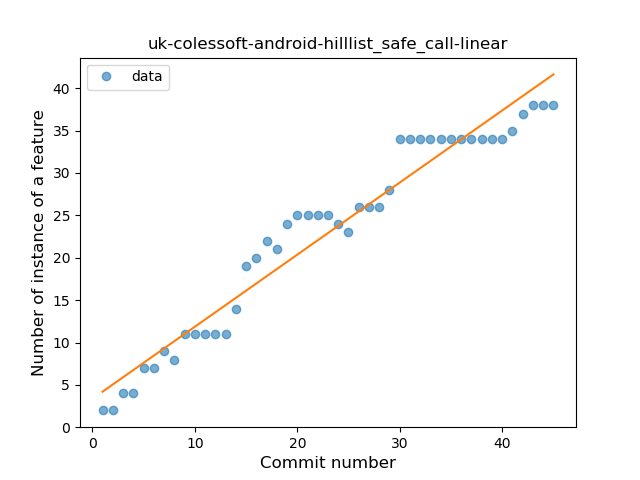 uk-colessoft-android-hilllist_safe_call-linear
data
Number of instance of a feature
40
35
30
25
20
15
10
5
0
0 10 20 30 40
Commit number